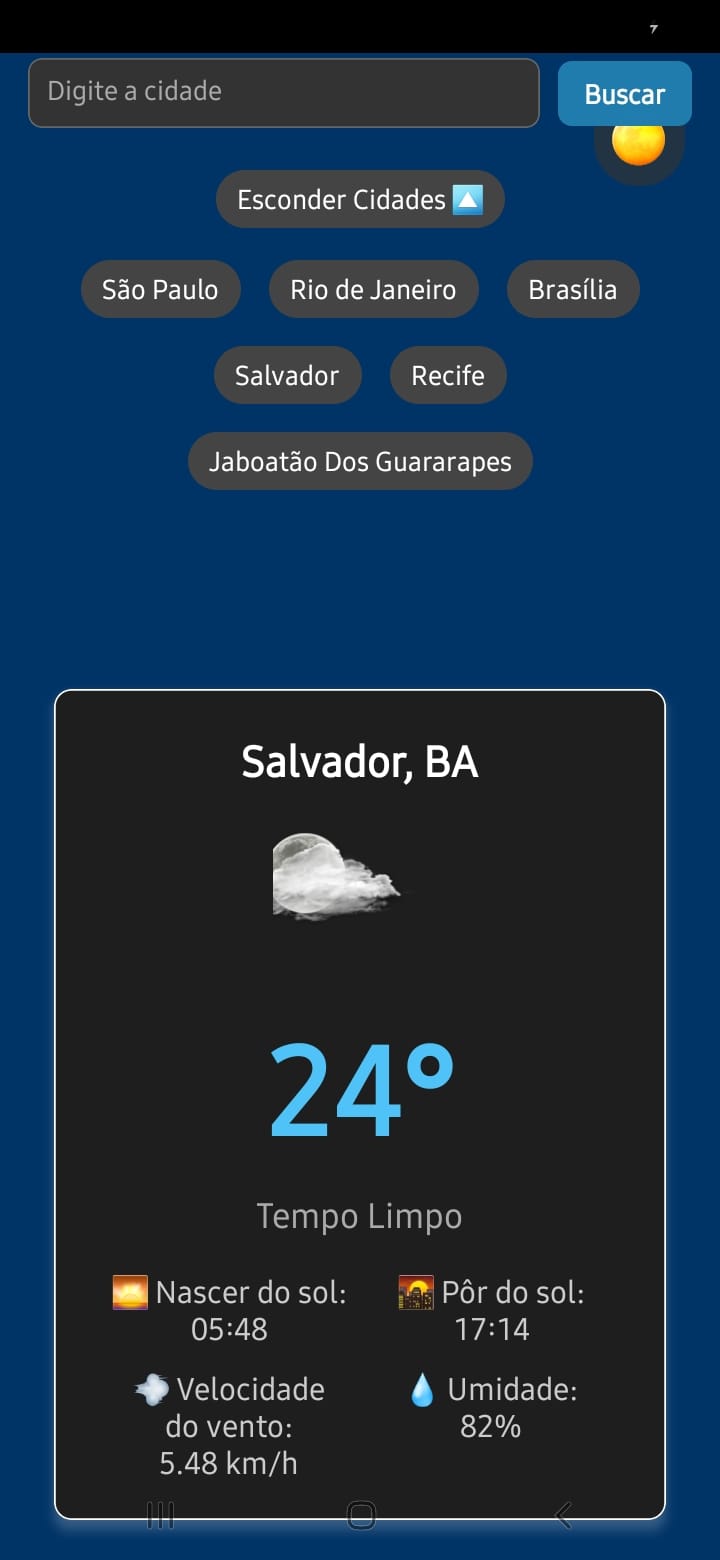 Digite a cidade
Buscar
Esconder Cidades
São Paulo
Rio de Janeiro
Brasília
Salvador
Recife
Jaboatão Dos Guararapes
Salvador, BA
24°
Tempo Limpo
Nascer do sol:
05:48
Pôr do sol:
17:14
Velocidade
do vento:
5.48 km/h
Umidade:
82%